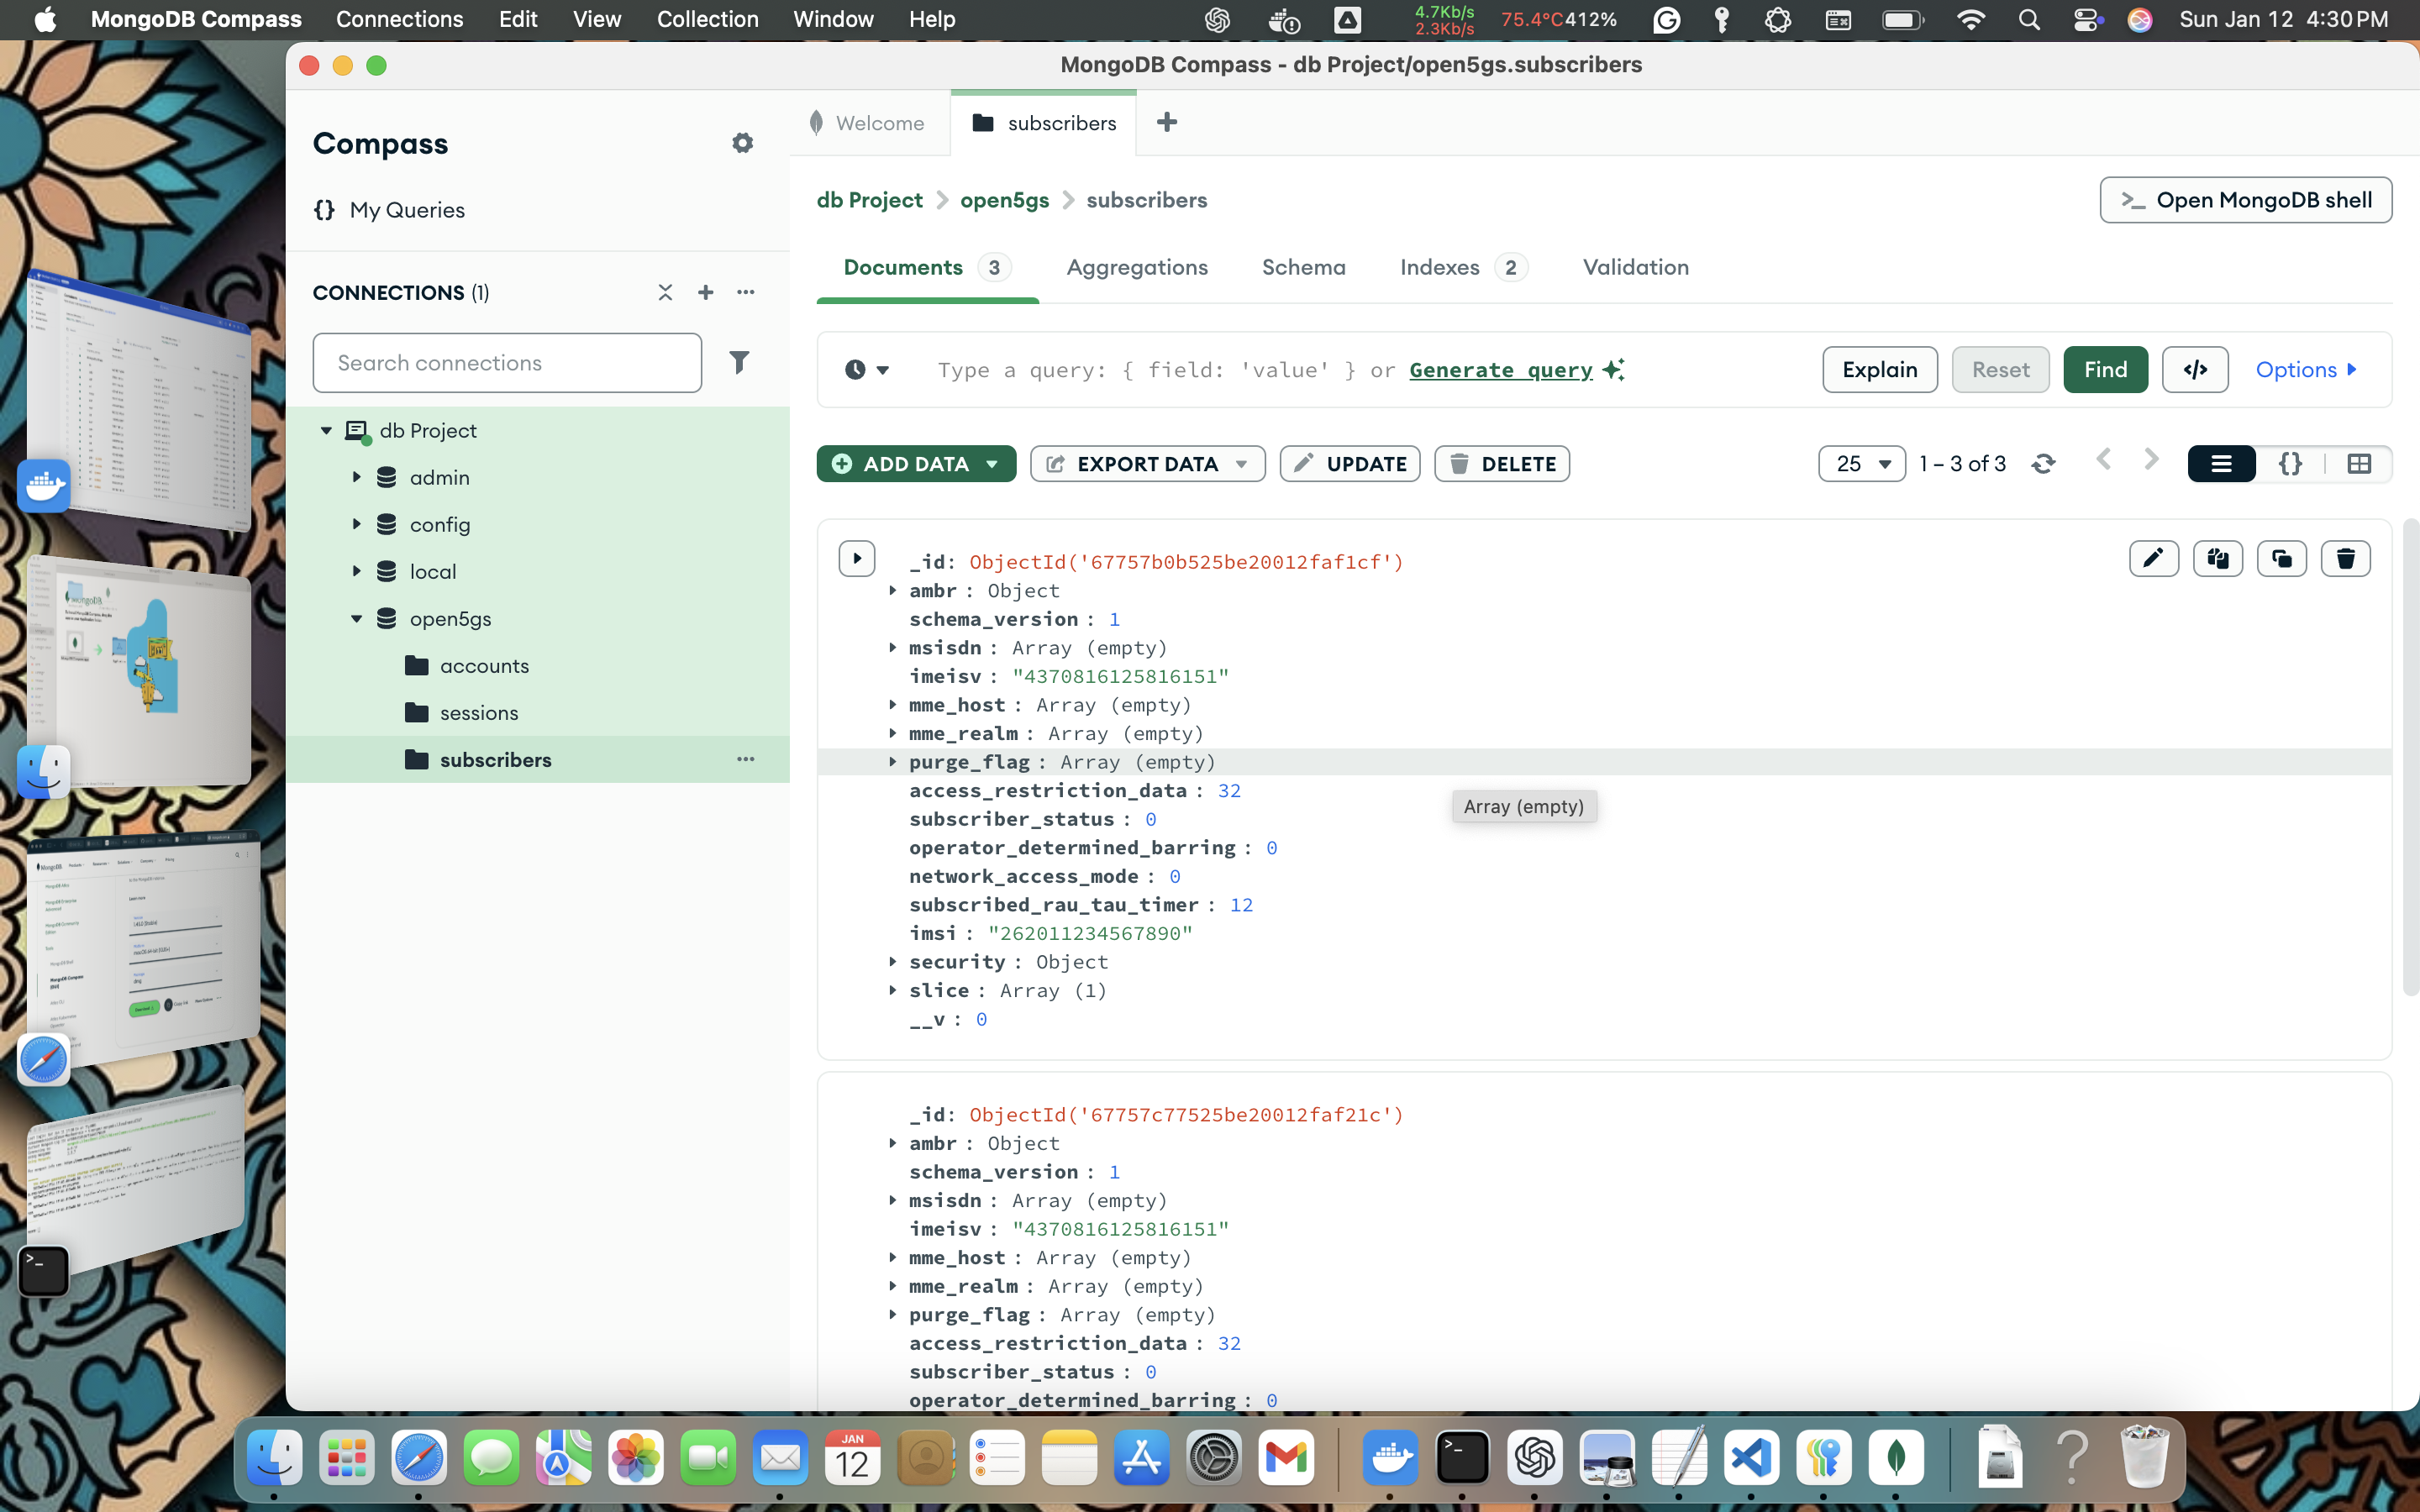 MongoDB Compass Connections Edit View Collection Window Help 4.7Kb/s 2.3Kb/s 75.4°C412% Sun Jan 12 4:30 PM
MongoDB Compass - db Project/open5gs.subscribers
Welcome subscribers
Compass
My Queries
CONNECTIONS (1)
Search connections
db Project
admin
config
local
open5gs
accounts
sessions
subscribers
db Project open5gs subscribers
>_ Open MongoDB shell
Documents 3 Aggregations Schema Indexes 2 Validation
Type a query: { field: 'value' } or Generate query
Explain Reset Find </> Options
ADD DATA EXPORT DATA UPDATE DELETE
25 1 – 3 of 3 {}
_id: ObjectId('67757b0b525be20012faf1cf')
ambr : Object
schema_version : 1
msisdn : Array (empty)
imeisv : "4370816125816151"
mme_host : Array (empty)
mme_realm : Array (empty)
purge_flag : Array (empty)
access_restriction_data : 32
Array (empty)
subscriber_status : 0
operator_determined_barring : 0
network_access_mode : 0
subscribed_rau_tau_timer : 12
imsi : "262011234567890"
security : Object
slice : Array (1)
__v : 0
_id: ObjectId('67757c77525be20012faf21c')
ambr : Object
schema_version : 1
msisdn : Array (empty)
imeisv : "4370816125816151"
mme_host : Array (empty)
mme_realm : Array (empty)
purge_flag : Array (empty)
access_restriction_data : 32
subscriber_status : 0
operator_determined_barring : 0
JAN
12